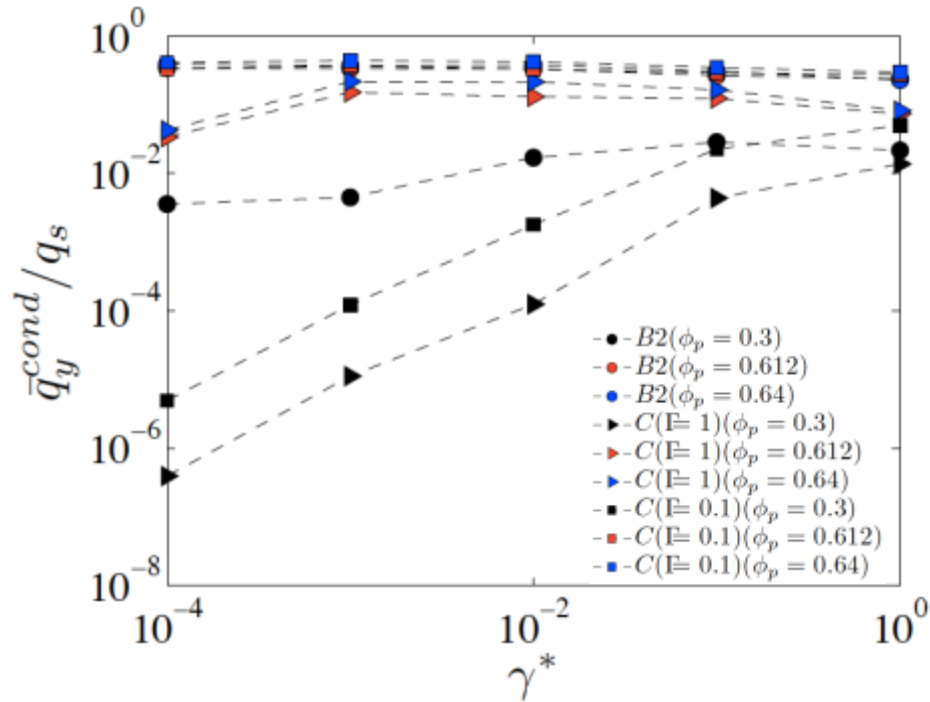 10^0
10^−2
10^−4
10^−6
10^−8
q̄_y^cond / q_s
10^−4
10^−2
10^0
γ*
B2(ϕ_p = 0.3)
B2(ϕ_p = 0.612)
B2(ϕ_p = 0.64)
C(Γ= 1)(ϕ_p = 0.3)
C(Γ= 1)(ϕ_p = 0.612)
C(Γ= 1)(ϕ_p = 0.64)
C(Γ= 0.1)(ϕ_p = 0.3)
C(Γ= 0.1)(ϕ_p = 0.612)
C(Γ= 0.1)(ϕ_p = 0.64)